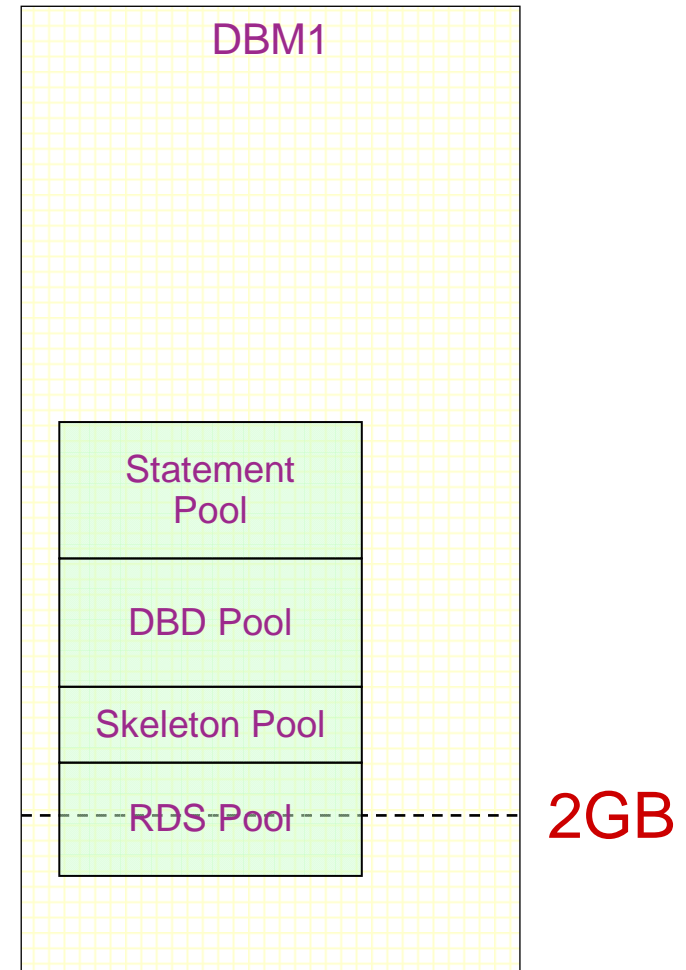 DBM1
Statement
Pool
DBD Pool
Skeleton Pool
RDS Pool
2GB